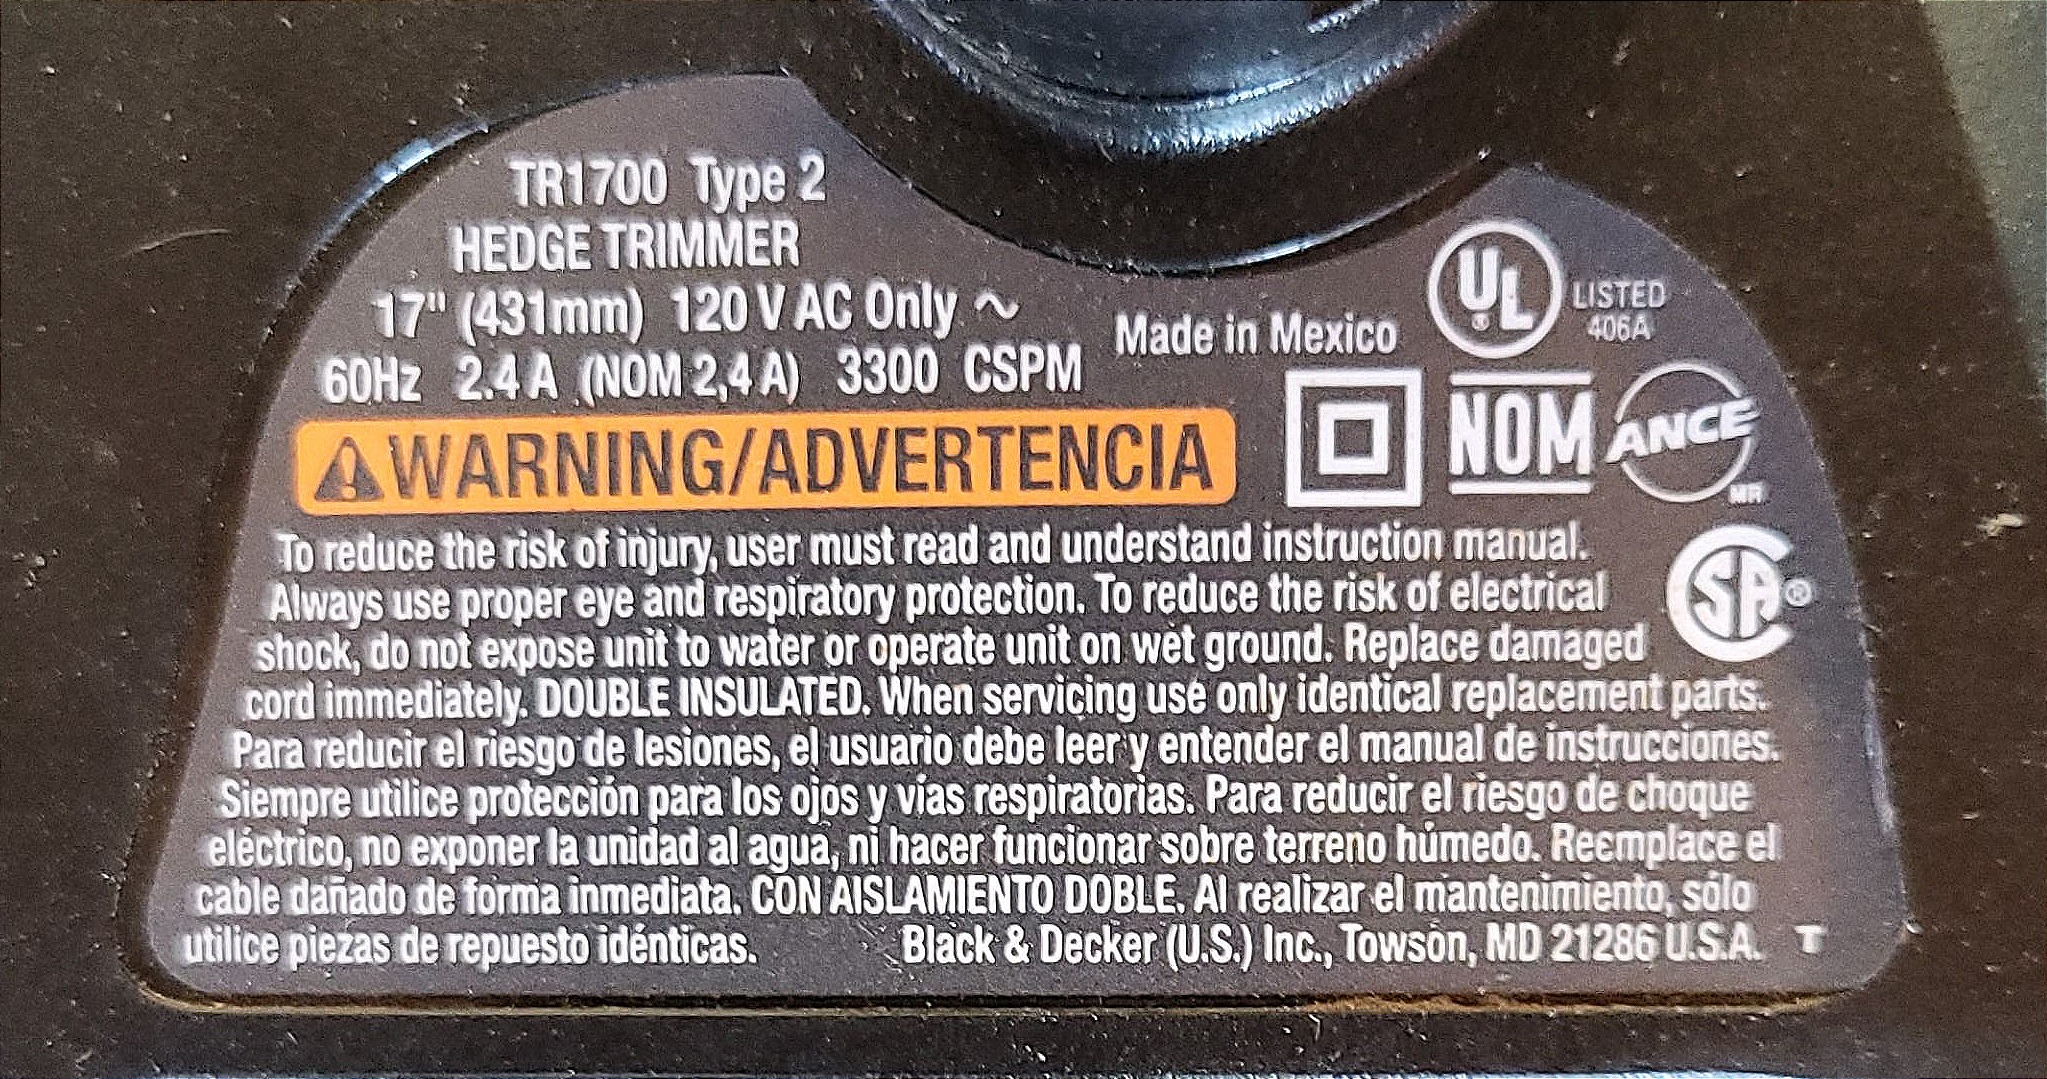 TR1700 Type 2
HEDGE TRIMMER
17" (431mm) 120 V AC Only ~
60Hz 2.4 A (NOM 2,4 A) 3300 CSPM
Made in Mexico
UL® LISTED
406A
NOM
ANCE
MR
⚠WARNING/ADVERTENCIA
To reduce the risk of injury, user must read and understand instruction manual.
Always use proper eye and respiratory protection. To reduce the risk of electrical
shock, do not expose unit to water or operate unit on wet ground. Replace damaged
cord immediately. DOUBLE INSULATED. When servicing use only identical replacement parts.
Para reducir el riesgo de lesiones, el usuario debe leer y entender el manual de instrucciones.
Siempre utilice protección para los ojos y vías respiratorias. Para reducir el riesgo de choque
eléctrico, no exponer la unidad al agua, ni hacer funcionar sobre terreno húmedo. Reemplace el
cable dañado de forma inmediata. CON AISLAMIENTO DOBLE. Al realizar el mantenimiento, sólo
utilice piezas de repuesto idénticas.
Black & Decker (U.S.) Inc., Towson, MD 21286 U.S.A. T
CSA®